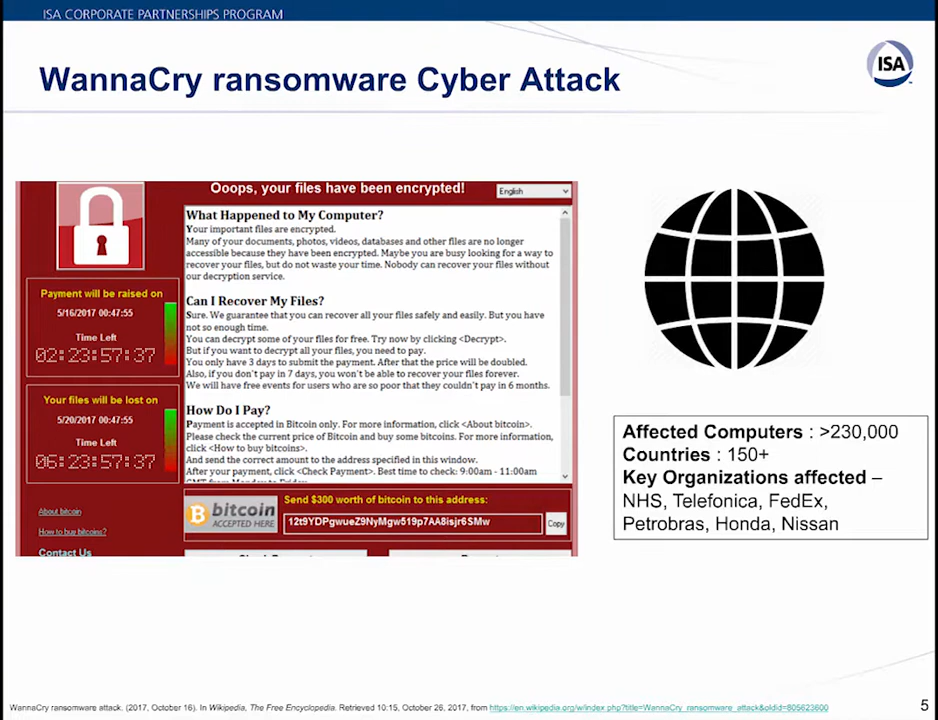 ISA CORPORATE PARTNERSHIPS PROGRAM
WannaCry ransomware Cyber Attack
ISA
Ooops, your files have been encrypted!
English
What Happened to My Computer?
Your important files are encrypted.
Many of your documents, photos, videos, databases and other files are no longer
accessible because they have been encrypted. Maybe you are busy looking for a way to
recover your files, but do not waste your time. Nobody can recover your files without
our decryption service.
Can I Recover My Files?
Sure. We guarantee that you can recover all your files safely and easily. But you have
not so enough time.
You can decrypt some of your files for free. Try now by clicking <Decrypt>.
But if you want to decrypt all your files, you need to pay.
You only have 3 days to submit the payment. After that the price will be doubled.
Also, if you don't pay in 7 days, you won't be able to recover your files forever.
We will have free events for users who are so poor that they couldn't pay in 6 months.
How Do I Pay?
Payment is accepted in Bitcoin only. For more information, click <About bitcoin>.
Please check the current price of Bitcoin and buy some bitcoins. For more information,
click <How to buy bitcoins>.
And send the correct amount to the address specified in this window.
After your payment, click <Check Payment>. Best time to check: 9:00am - 11:00am
GMT from Monday to Friday.
Payment will be raised on
5/16/2017 00:47:55
Time Left
02:23:57:37
Your files will be lost on
5/20/2017 00:47:55
Time Left
06:23:57:37
About bitcoin
How to buy bitcoins?
Contact Us
bitcoin
ACCEPTED HERE
Send $300 worth of bitcoin to this address:
12t9YDPgwueZ9NyMgw519p7AA8isjr6SMw
Copy
Affected Computers : >230,000
Countries : 150+
Key Organizations affected –
NHS, Telefonica, FedEx,
Petrobras, Honda, Nissan
WannaCry ransomware attack. (2017, October 16). In Wikipedia, The Free Encyclopedia. Retrieved 10:15, October 26, 2017, from https://en.wikipedia.org/w/index.php?title=WannaCry_ransomware_attack&oldid=805623600
5